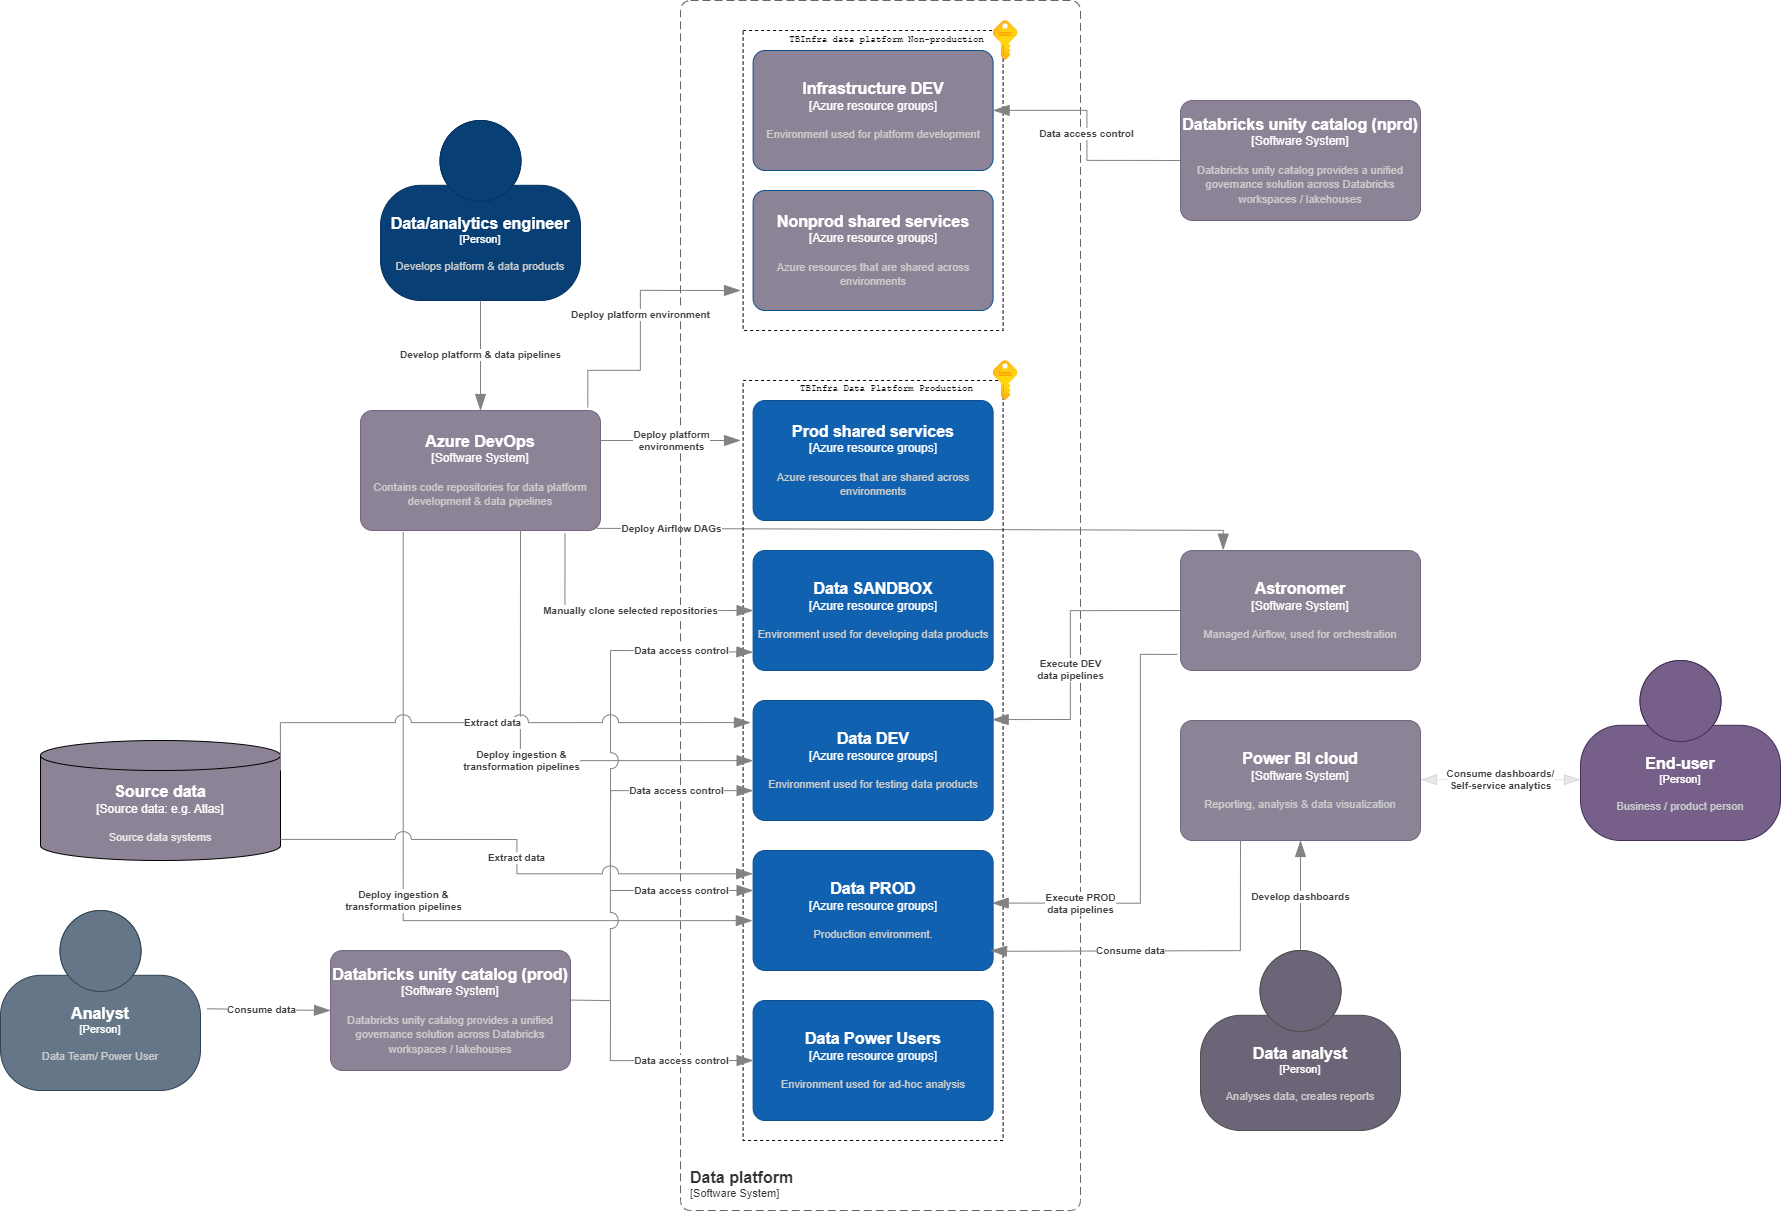 TBInfra data platform Non-production
Infrastructure DEV
[Azure resource groups]
Environment used for platform development
Data access control
Databricks unity catalog (nprd)
[Software System]
Databricks unity catalog provides a unified
governance solution across Databricks
workspaces / lakehouses
Nonprod shared services
[Azure resource groups]
Azure resources that are shared across
environments
Data/analytics engineer
[Person]
Develops platform & data products
Deploy platform environment
Develop platform & data pipelines
TBInfra Data Platform Production
Azure DevOps
[Software System]
Contains code repositories for data platform
development & data pipelines
Deploy platform
environments
Prod shared services
[Azure resource groups]
Azure resources that are shared across
environments
Deploy Airflow DAGs
Manually clone selected repositories
Data SANDBOX
[Azure resource groups]
Environment used for developing data products
Data access control
Astronomer
[Software System]
Managed Airflow, used for orchestration
Execute DEV
data pipelines
Extract data
Deploy ingestion &
transformation pipelines
Data access control
Data DEV
[Azure resource groups]
Environment used for testing data products
Power BI cloud
[Software System]
Reporting, analysis & data visualization
Consume dashboards/
Self-service analytics
End-user
[Person]
Business / product person
Source data
[Source data: e.g. Atlas]
Source data systems
Extract data
Deploy ingestion &
transformation pipelines
Data access control
Data PROD
[Azure resource groups]
Production environment.
Execute PROD
data pipelines
Consume data
Develop dashboards
Analyst
[Person]
Data Team/ Power User
Consume data
Databricks unity catalog (prod)
[Software System]
Databricks unity catalog provides a unified
governance solution across Databricks
workspaces / lakehouses
Data access control
Data Power Users
[Azure resource groups]
Environment used for ad-hoc analysis
Data analyst
[Person]
Analyses data, creates reports
Data platform
[Software System]